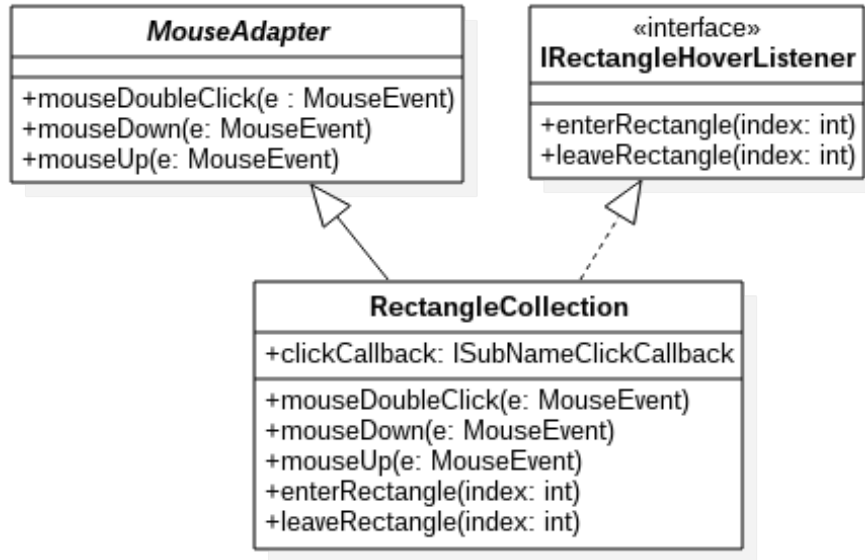 MouseAdapter
+mouseDoubleClick(e : MouseEvent)
+mouseDown(e: MouseEvent)
+mouseUp(e: MouseEvent)
«interface»
IRectangleHoverListener
+enterRectangle(index: int)
+leaveRectangle(index: int)
RectangleCollection
+clickCallback: ISubNameClickCallback
+mouseDoubleClick(e: MouseEvent)
+mouseDown(e: MouseEvent)
+mouseUp(e: MouseEvent)
+enterRectangle(index: int)
+leaveRectangle(index: int)